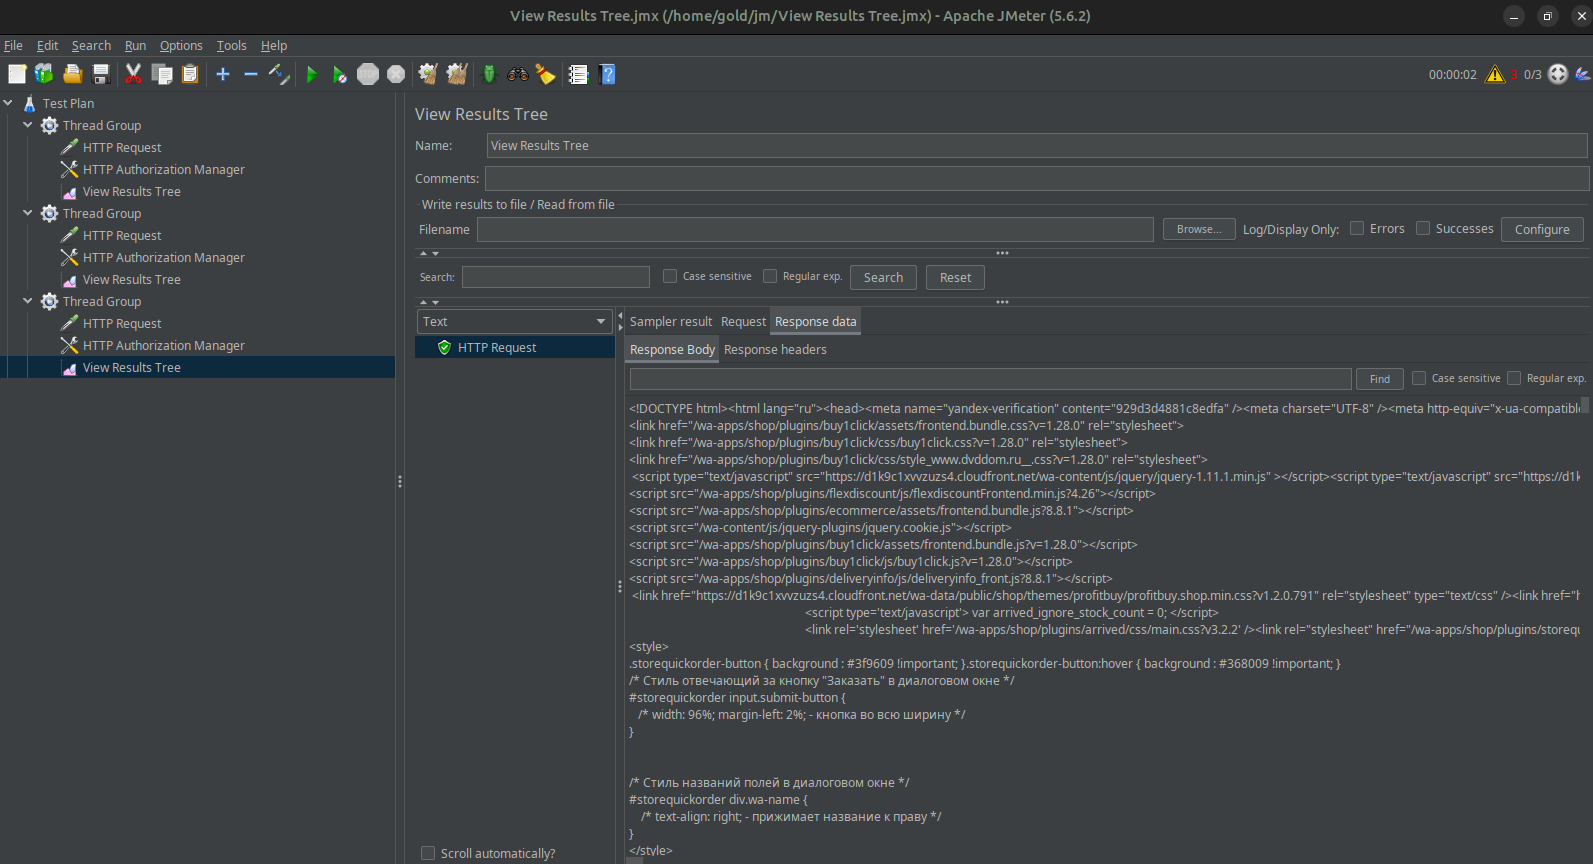 View Results Tree.jmx (/home/gold/jm/View Results Tree.jmx) - Apache JMeter (5.6.2)
File Edit Search Run Options Tools Help
00:00:02 3 0/3
Test Plan
Thread Group
HTTP Request
HTTP Authorization Manager
View Results Tree
Thread Group
HTTP Request
HTTP Authorization Manager
View Results Tree
Thread Group
HTTP Request
HTTP Authorization Manager
View Results Tree
View Results Tree
Name: View Results Tree
Comments:
Write results to file / Read from file
Filename Browse... Log/Display Only: Errors Successes Configure
Search: Case sensitive Regular exp. Search Reset
Text
HTTP Request
Scroll automatically?
Sampler result Request Response data
Response Body Response headers
Find Case sensitive Regular exp.
<!DOCTYPE html><html lang="ru"><head><meta name="yandex-verification" content="929d3d4881c8edfa" /><meta charset="UTF-8" /><meta http-equiv="x-ua-compatible
<link href="/wa-apps/shop/plugins/buy1click/assets/frontend.bundle.css?v=1.28.0" rel="stylesheet">
<link href="/wa-apps/shop/plugins/buy1click/css/buy1click.css?v=1.28.0" rel="stylesheet">
<link href="/wa-apps/shop/plugins/buy1click/css/style_www.dvddom.ru__.css?v=1.28.0" rel="stylesheet">
<script type="text/javascript" src="https://d1k9c1xvvzuzs4.cloudfront.net/wa-content/js/jquery/jquery-1.11.1.min.js" ></script><script type="text/javascript" src="https://d1k
<script src="/wa-apps/shop/plugins/flexdiscount/js/flexdiscountFrontend.min.js?4.26"></script>
<script src="/wa-apps/shop/plugins/ecommerce/assets/frontend.bundle.js?8.8.1"></script>
<script src="/wa-content/js/jquery-plugins/jquery.cookie.js"></script>
<script src="/wa-apps/shop/plugins/buy1click/assets/frontend.bundle.js?v=1.28.0"></script>
<script src="/wa-apps/shop/plugins/buy1click/js/buy1click.js?v=1.28.0"></script>
<script src="/wa-apps/shop/plugins/deliveryinfo/js/deliveryinfo_front.js?8.8.1"></script>
<link href="https://d1k9c1xvvzuzs4.cloudfront.net/wa-data/public/shop/themes/profitbuy/profitbuy.shop.min.css?v1.2.0.791" rel="stylesheet" type="text/css" /><link href="h
<script type='text/javascript'> var arrived_ignore_stock_count = 0; </script>
<link rel='stylesheet' href='/wa-apps/shop/plugins/arrived/css/main.css?v3.2.2' /><link rel="stylesheet" href="/wa-apps/shop/plugins/storequ
<style>
.storequickorder-button { background : #3f9609 !important; }.storequickorder-button:hover { background : #368009 !important; }
/* Стиль отвечающий за кнопку "Заказать" в диалоговом окне */
#storequickorder input.submit-button {
/* width: 96%; margin-left: 2%; - кнопка во всю ширину */
}
/* Стиль названий полей в диалоговом окне */
#storequickorder div.wa-name {
/* text-align: right; - прижимает название к праву */
}
</style>